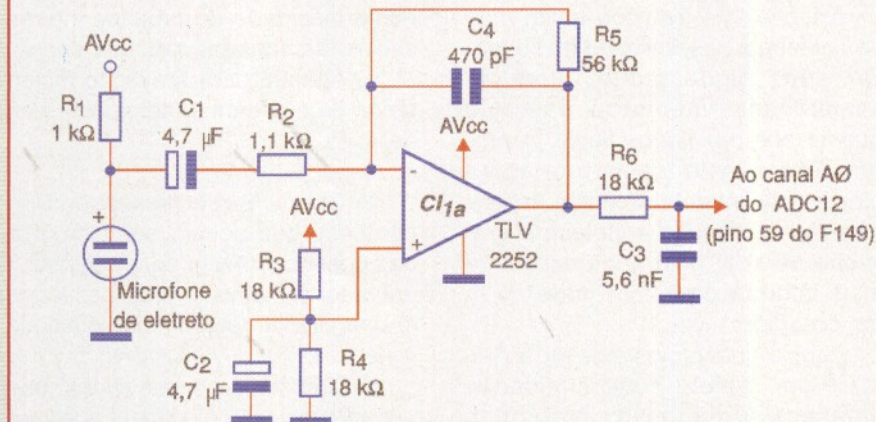 AVcc
R1
1 kΩ
C1
4,7 µF
R2
1,1 kΩ
C4
470 pF
R5
56 kΩ
AVcc
-
+
CI1a
TLV
2252
R6
18 kΩ
Ao canal AØ
do ADC12
(pino 59 do F149)
C3
5,6 nF
AVcc
R3
18 kΩ
+
Microfone
de eletreto
C2
4,7 µF
R4
18 kΩ